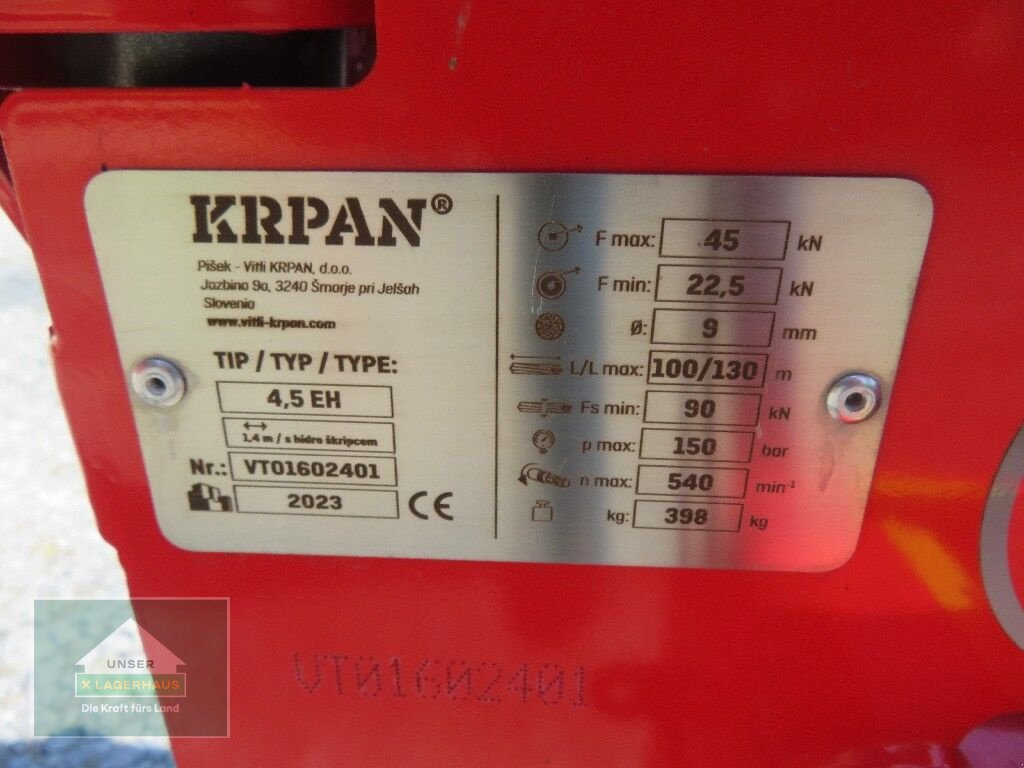 KRPAN®
Pišek - Vitli KRPAN, d.o.o.
Jazbina 9a, 3240 Šmarje pri Jelšah
Slovenia
www.vitli-krpan.com
TIP / TYP / TYPE:
4,5 EH
1,4 m / s hidro škripcem
Nr.: VT01602401
2023 CE
F max: 45 kN
F min: 22,5 kN
Ø: 9 mm
L/L max: 100/130 m
Fs min: 90 kN
p max: 150 bar
n max: 540 min⁻¹
kg: 398 kg
VT01602401
UNSER
X LAGERHAUS
Die Kraft fürs Land